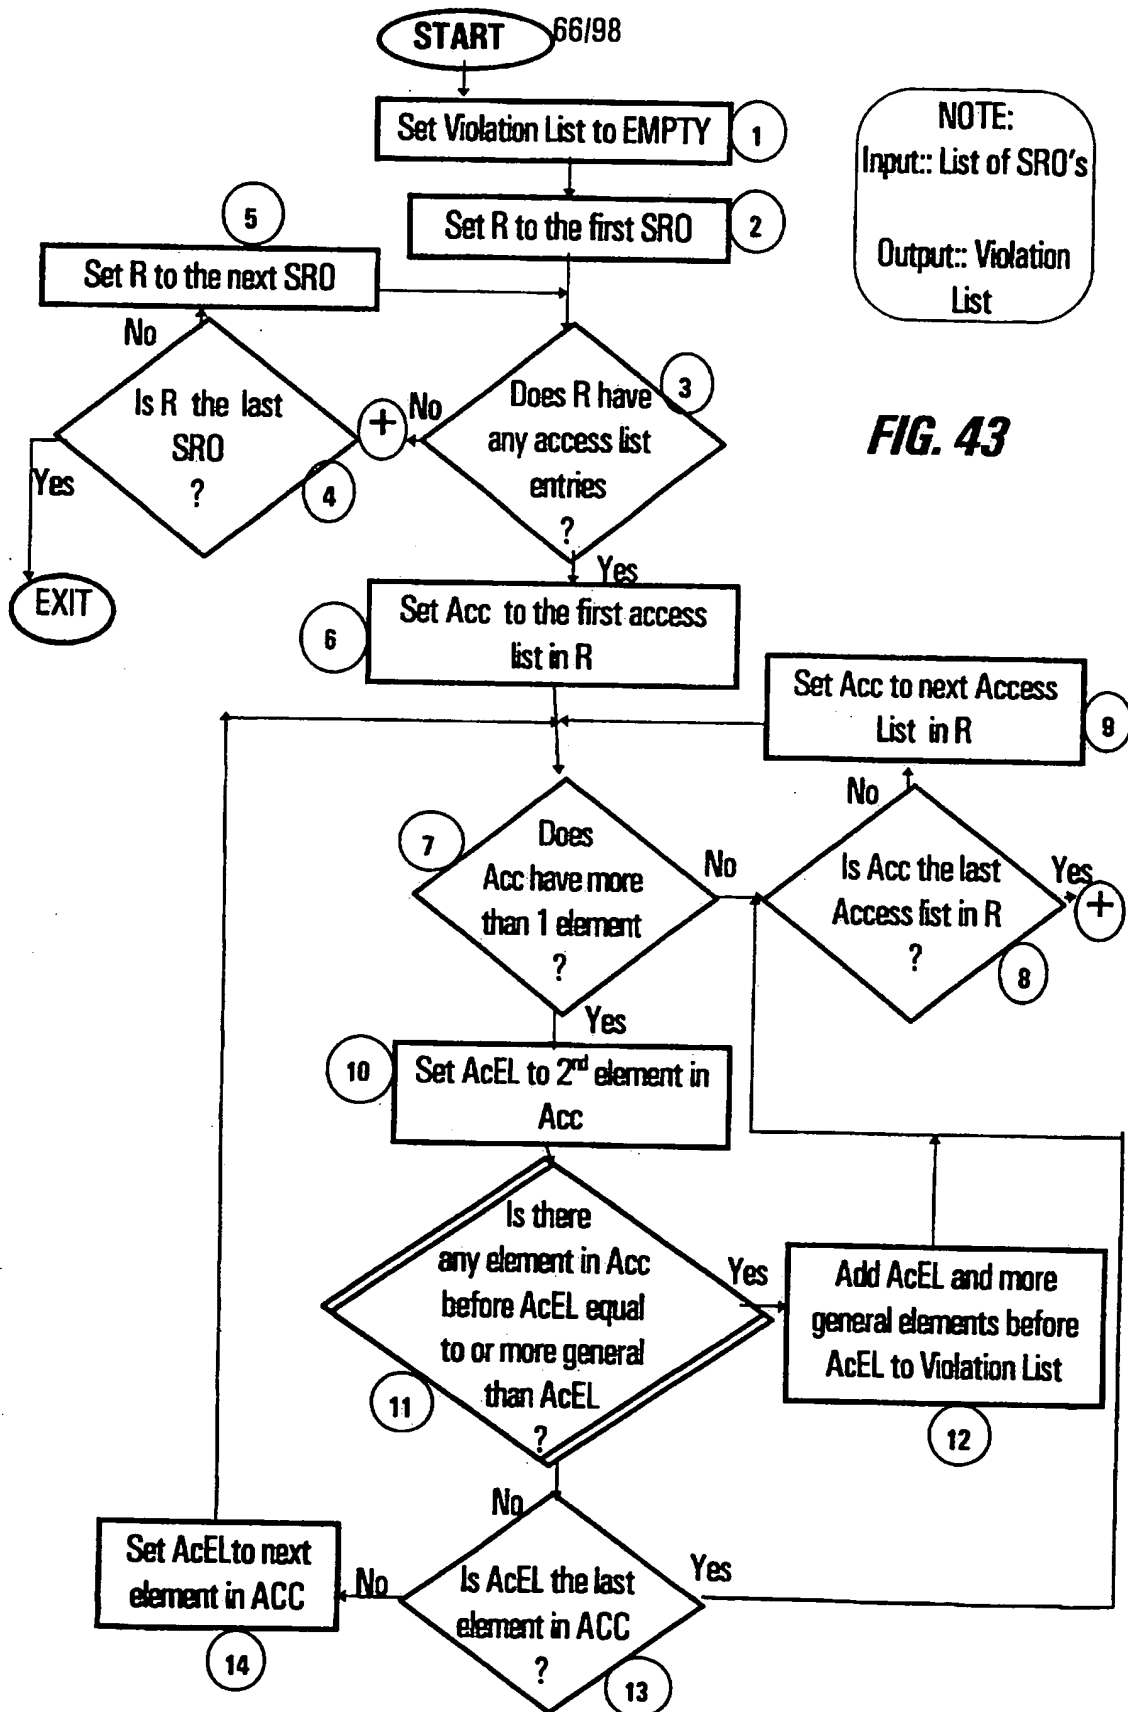 START
66/98
Set Violation List to EMPTY
1
NOTE:
Input:: List of SRO's
Output:: Violation
List
Set R to the first SRO
2
5
Set R to the next SRO
No
Is R the last
SRO
?
4
+
No
Does R have
any access list
entries
?
3
FIG. 43
Yes
EXIT
Yes
Set Acc to the first access
list in R
6
Set Acc to next Access
List in R
9
No
7
Does
Acc have more
than 1 element
?
No
Is Acc the last
Access list in R
?
Yes
+
8
Yes
10
Set AcEL to 2nd element in
Acc
Is there
any element in Acc
before AcEL equal
to or more general
than AcEL
?
11
Yes
Add AcEL and more
general elements before
AcEL to Violation List
12
No
Set AcELto next
element in ACC
14
No
Is AcEL the last
element in ACC
?
13
Yes